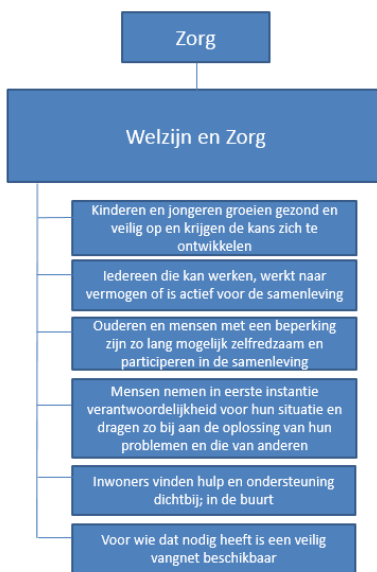 Zorg
Welzijn en Zorg
Kinderen en jongeren groeien gezond en
veilig op en krijgen de kans zich te
ontwikkelen
Iedereen die kan werken, werkt naar
vermogen of is actief voor de samenleving
Ouderen en mensen met een beperking
zijn zo lang mogelijk zelfredzaam en
participeren in de samenleving
Mensen nemen in eerste instantie
verantwoordelijkheid voor hun situatie en
dragen zo bij aan de oplossing van hun
problemen en die van anderen
Inwoners vinden hulp en ondersteuning
dichtbij; in de buurt
Voor wie dat nodig heeft is een veilig
vangnet beschikbaar